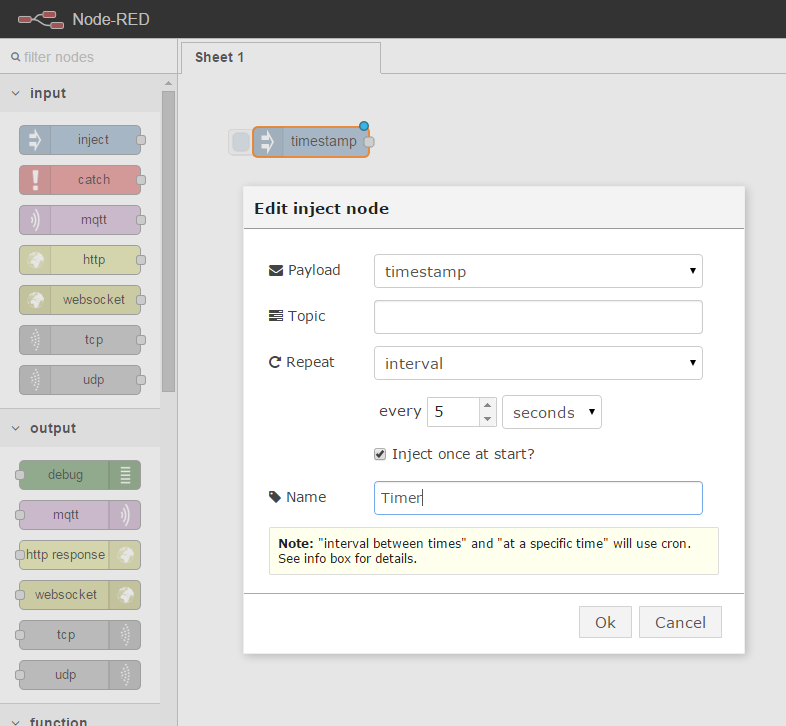 Node-RED
filter nodes
Sheet 1
input
inject
catch
mqtt
http
websocket
tcp
udp
output
debug
mqtt
http response
websocket
tcp
udp
function
timestamp
Edit inject node
Payload
timestamp
Topic
Repeat
interval
every 5 seconds
Inject once at start?
Name
Timer
Note: "interval between times" and "at a specific time" will use cron.
See info box for details.
Ok Cancel